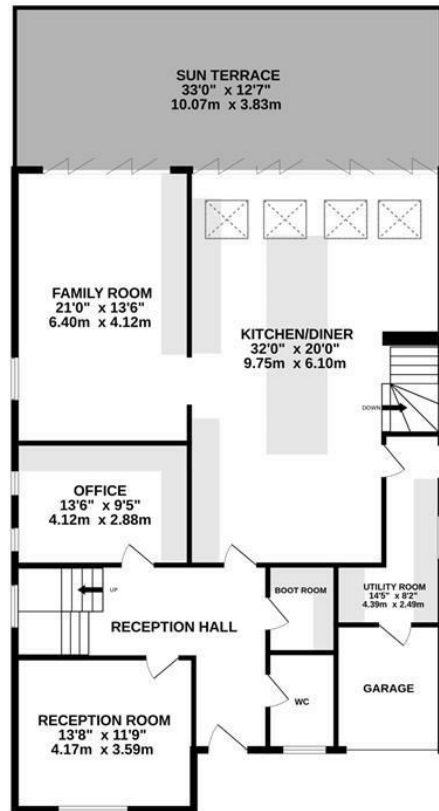 SUN TERRACE
33'0" x 12'7"
10.07m x 3.83m
FAMILY ROOM
21'0" x 13'6"
6.40m x 4.12m
KITCHEN/DINER
32'0" x 20'0"
9.75m x 6.10m
DOWN
OFFICE
13'6" x 9'5"
4.12m x 2.88m
UP
BOOT ROOM
UTILITY ROOM
14'5" x 8'2"
4.39m x 2.49m
RECEPTION HALL
GARAGE
WC
RECEPTION ROOM
13'8" x 11'9"
4.17m x 3.59m